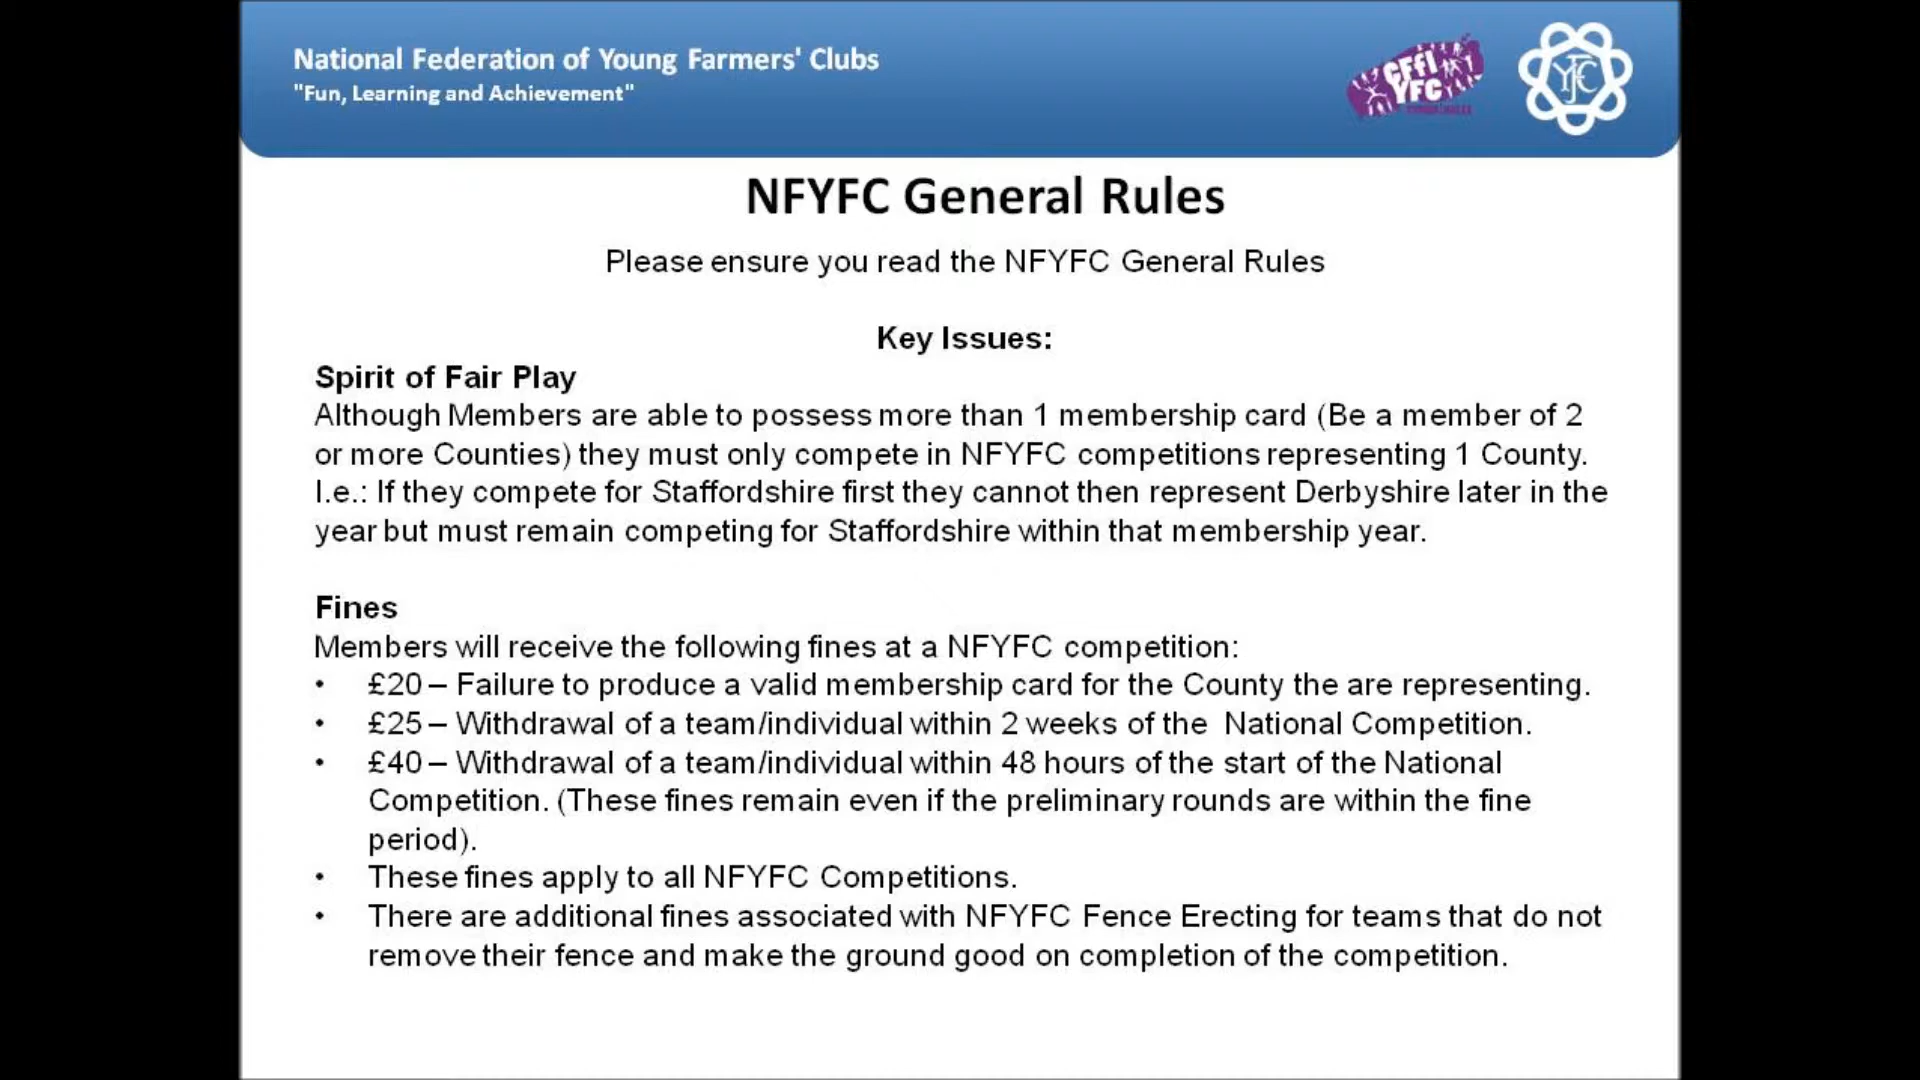 National Federation of Young Farmers' Clubs
"Fun, Learning and Achievement"
CFfI
YFC
YFC
NFYFC General Rules
Please ensure you read the NFYFC General Rules
Key Issues:
Spirit of Fair Play
Although Members are able to possess more than 1 membership card (Be a member of 2
or more Counties) they must only compete in NFYFC competitions representing 1 County.
I.e.: If they compete for Staffordshire first they cannot then represent Derbyshire later in the
year but must remain competing for Staffordshire within that membership year.
Fines
Members will receive the following fines at a NFYFC competition:
• £20 – Failure to produce a valid membership card for the County the are representing.
• £25 – Withdrawal of a team/individual within 2 weeks of the National Competition.
• £40 – Withdrawal of a team/individual within 48 hours of the start of the National
Competition. (These fines remain even if the preliminary rounds are within the fine
period).
• These fines apply to all NFYFC Competitions.
• There are additional fines associated with NFYFC Fence Erecting for teams that do not
remove their fence and make the ground good on completion of the competition.